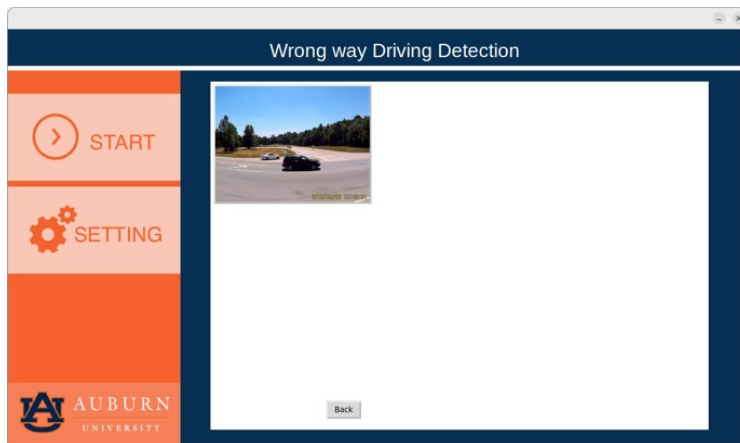 Wrong way Driving Detection
START
SETTING
Back
AUBURN
UNIVERSITY